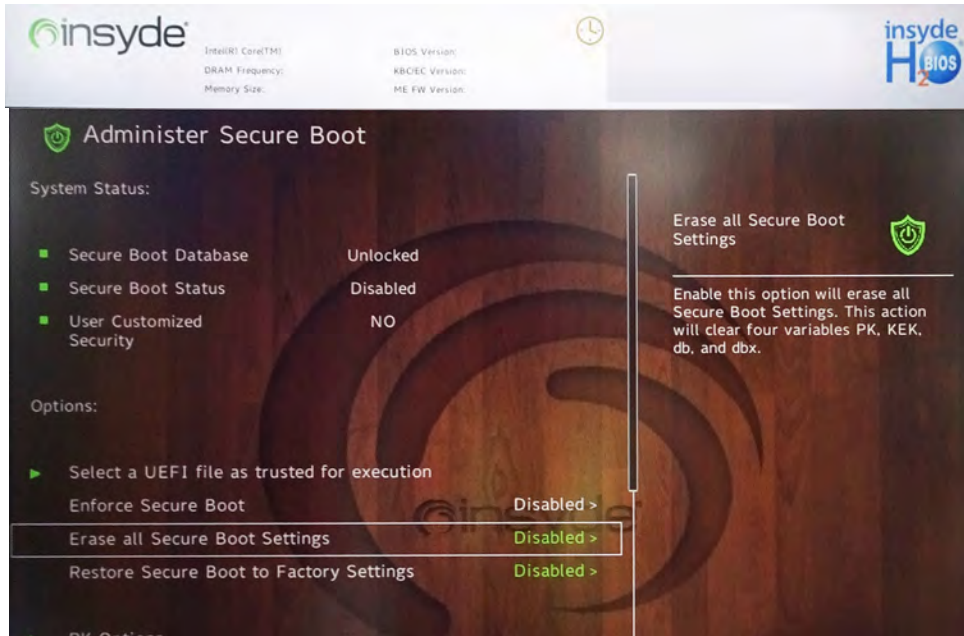 insyde
Intel(R) Core(TM)
DRAM Frequency:
Memory Size:
BIOS Version:
KBC/EC Version:
ME FW Version:
insyde
H2O
BIOS
Administer Secure Boot
System Status:
Secure Boot Database Unlocked
Secure Boot Status Disabled
User Customized
Security NO
Options:
Select a UEFI file as trusted for execution
Enforce Secure Boot Disabled >
Erase all Secure Boot Settings Disabled >
Restore Secure Boot to Factory Settings Disabled >
PK Options
Erase all Secure Boot
Settings
Enable this option will erase all
Secure Boot Settings. This action
will clear four variables PK, KEK,
db, and dbx.
insyde